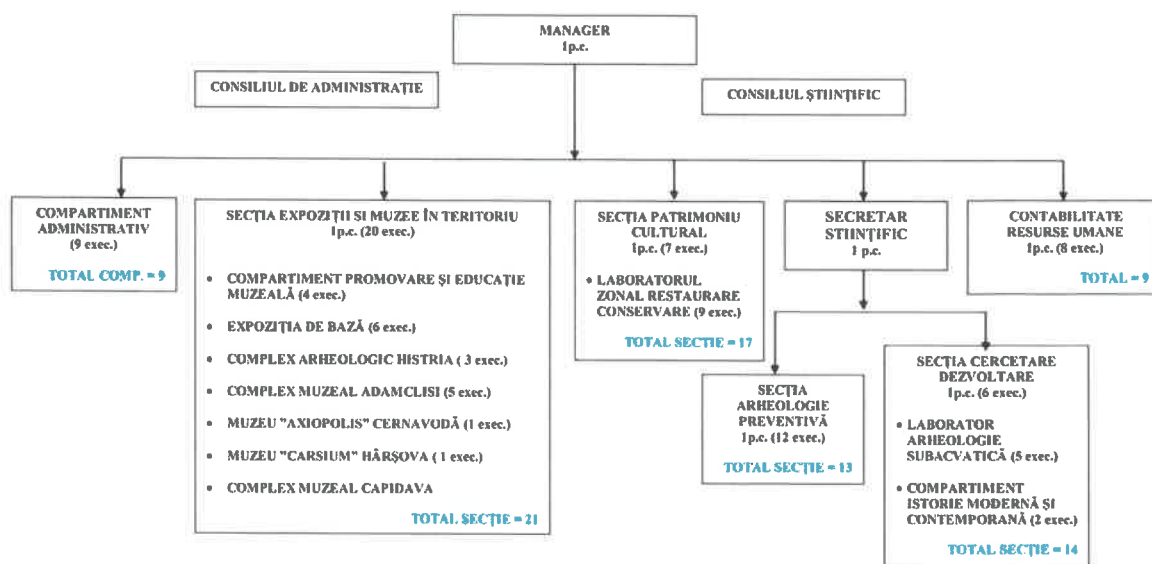 MANAGER
1p.c.
CONSILIUL DE ADMINISTRAȚIE
CONSILIUL ȘTIINȚIFIC
COMPARTIMENT
ADMINISTRATIV
(9 exec.)
TOTAL COMP. = 9
SECȚIA EXPOZIȚII SI MUZEE ÎN TERITORIU
1p.c. (20 exec.)
• COMPARTIMENT PROMOVARE ȘI EDUCAȚIE
MUZEALĂ (4 exec.)
• EXPOZIȚIA DE BAZĂ (6 exec.)
• COMPLEX ARHEOLOGIC HISTRIA ( 3 exec.)
• COMPLEX MUZEAL ADAMCLISI (5 exec.)
• MUZEU "AXIOPOLIS" CERNAVODĂ (1 exec.)
• MUZEU "CARSIUM" HÂRȘOVA ( 1 exec.)
• COMPLEX MUZEAL CAPIDAVA
TOTAL SECȚIE = 21
SECȚIA PATRIMONIU
CULTURAL
1p.c. (7 exec.)
• LABORATORUL
ZONAL RESTAURARE
CONSERVARE (9 exec.)
TOTAL SECTIE = 17
SECRETAR
STIINȚIFIC
1 p.c.
CONTABILITATE
RESURSE UMANE
1p.c. (8 exec.)
TOTAL = 9
SECȚIA
ARHEOLOGIE
PREVENTIVĂ
1p.c. (12 exec.)
TOTAL SECȚIE = 13
SECȚIA CERCETARE
DEZVOLTARE
1p.c. (6 exec.)
• LABORATOR
ARHEOLOGIE
SUBACVATICĂ (5 exec.)
• COMPARTIMENT
ISTORIE MODERNĂ ȘI
CONTEMPORANĂ (2 exec.)
TOTAL SECȚIE = 14